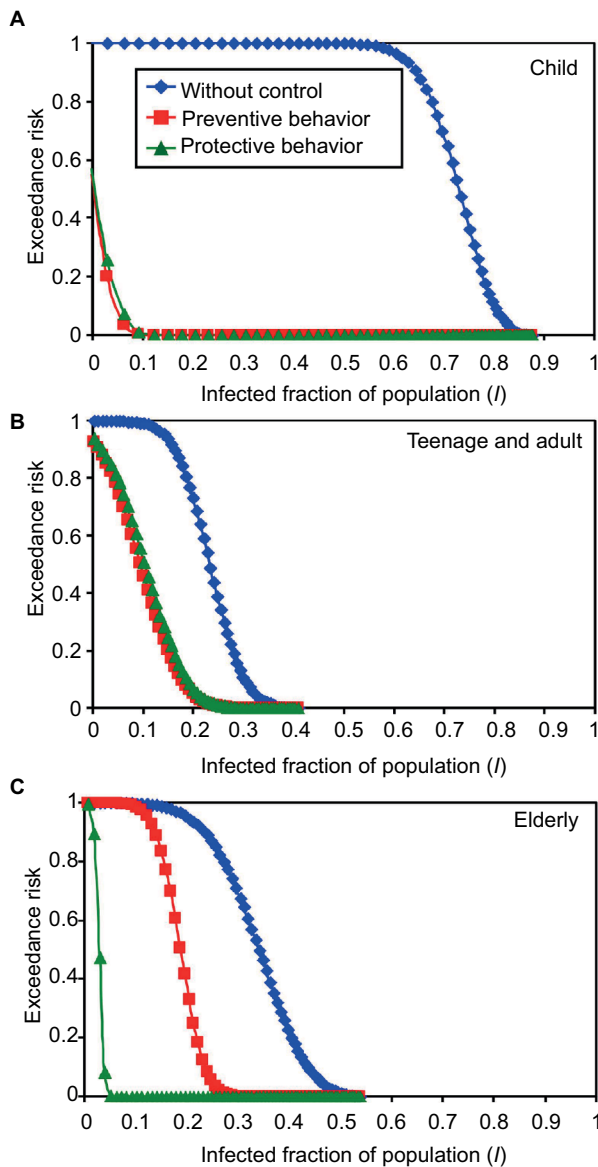 A
1
0.8
0.6
0.4
0.2
0
Exceedance risk
Child
Without control
Preventive behavior
Protective behavior
0 0.1 0.2 0.3 0.4 0.5 0.6 0.7 0.8 0.9 1
Infected fraction of population (I)
B
1
0.8
0.6
0.4
0.2
0
Exceedance risk
Teenage and adult
0 0.1 0.2 0.3 0.4 0.5 0.6 0.7 0.8 0.9 1
Infected fraction of population (I)
C
1
0.8
0.6
0.4
0.2
0
Exceedance risk
Elderly
0 0.1 0.2 0.3 0.4 0.5 0.6 0.7 0.8 0.9 1
Infected fraction of population (I)